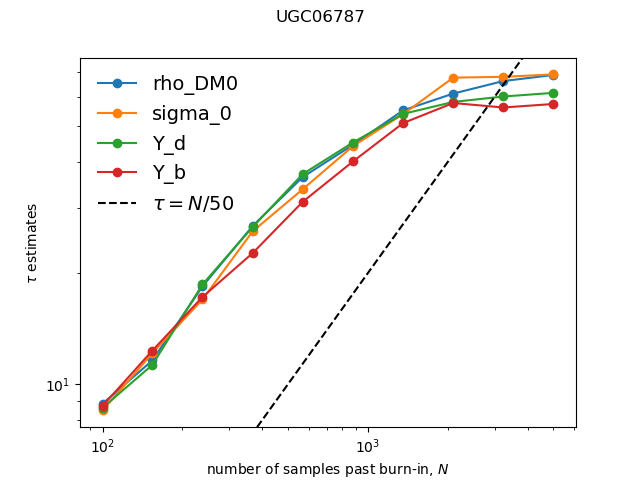 UGC06787
rho_DM0
sigma_0
Y_d
Y_b
τ = N/50
τ estimates
10¹
10² 10³
number of samples past burn-in, N